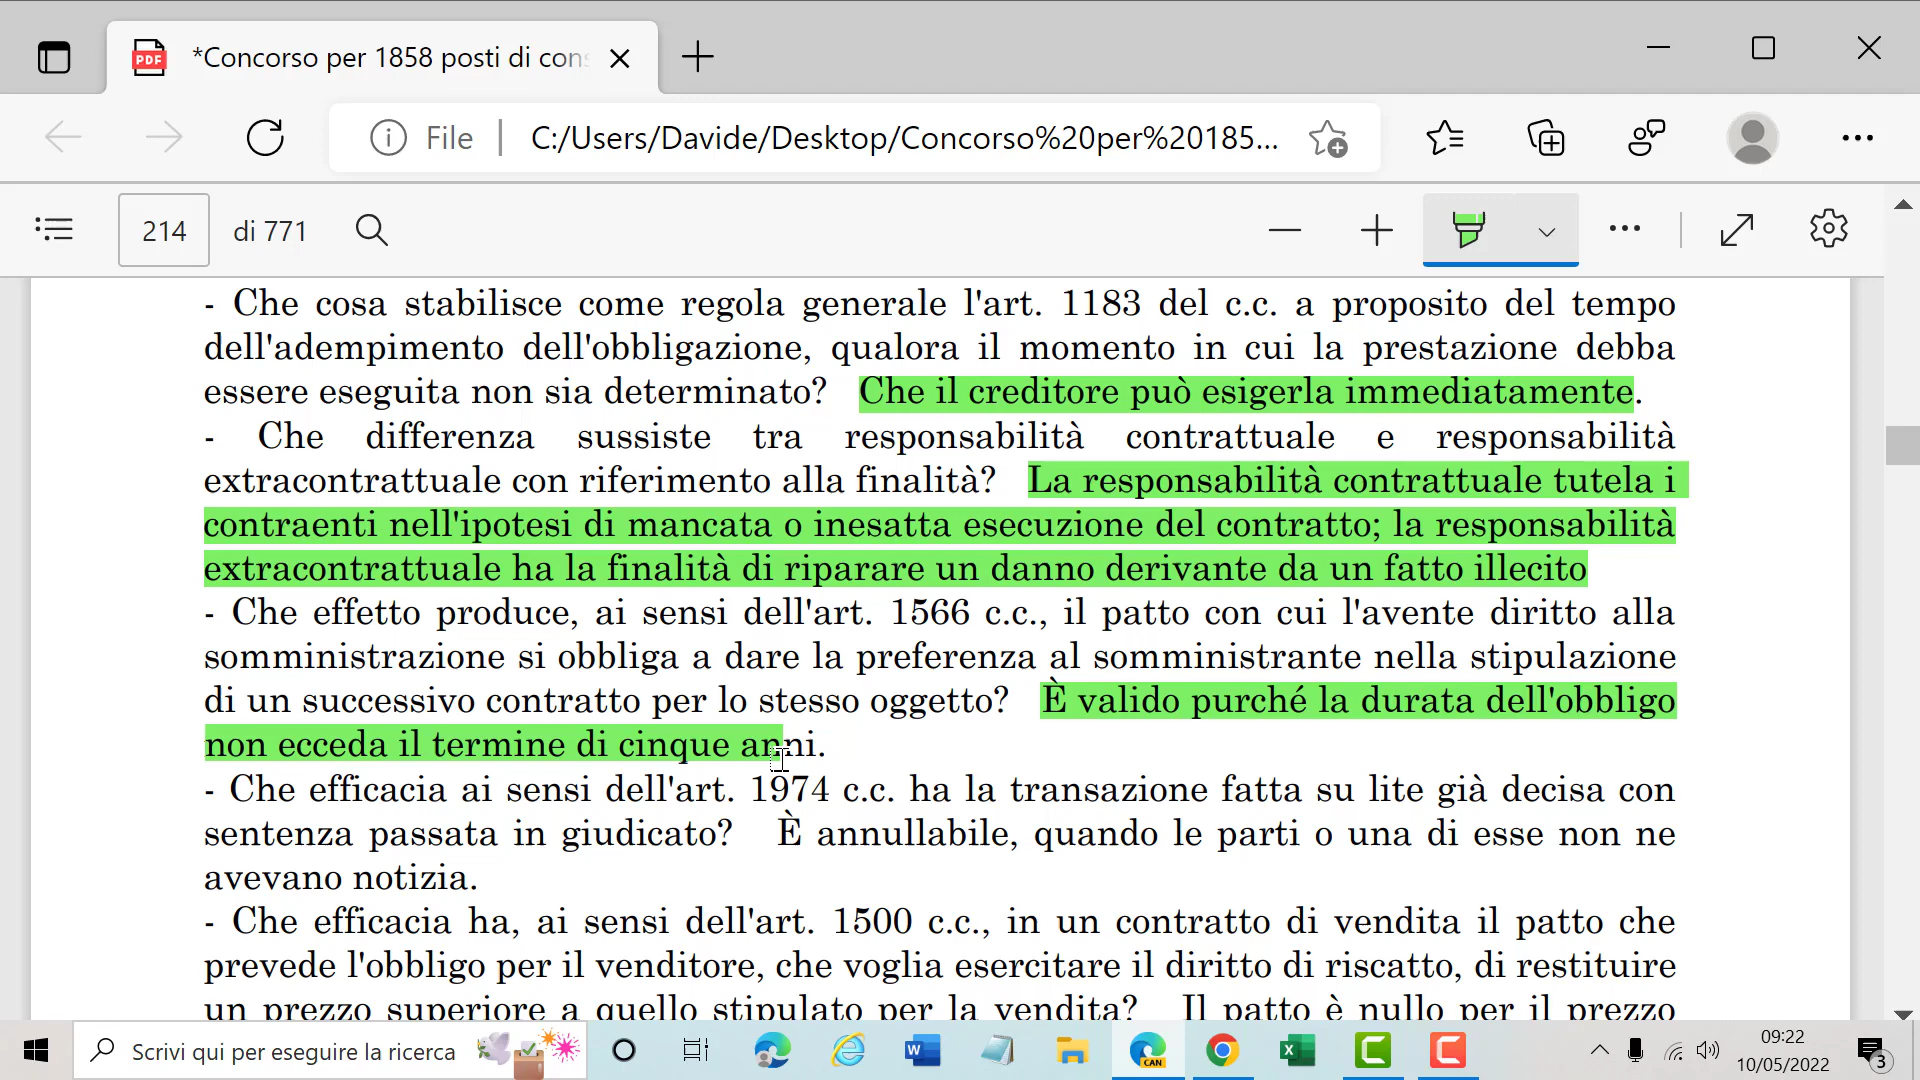 *Concorso per 1858 posti di con
File
C:/Users/Davide/Desktop/Concorso%20per%20185...
214 di 771
- Che cosa stabilisce come regola generale l'art. 1183 del c.c. a proposito del tempo
dell'adempimento dell'obbligazione, qualora il momento in cui la prestazione debba
essere eseguita non sia determinato? Che il creditore può esigerla immediatamente.
- Che differenza sussiste tra responsabilità contrattuale e responsabilità
extracontrattuale con riferimento alla finalità? La responsabilità contrattuale tutela i
contraenti nell'ipotesi di mancata o inesatta esecuzione del contratto; la responsabilità
extracontrattuale ha la finalità di riparare un danno derivante da un fatto illecito
- Che effetto produce, ai sensi dell'art. 1566 c.c., il patto con cui l'avente diritto alla
somministrazione si obbliga a dare la preferenza al somministrante nella stipulazione
di un successivo contratto per lo stesso oggetto? È valido purché la durata dell'obbligo
non ecceda il termine di cinque anni.
- Che efficacia ai sensi dell'art. 1974 c.c. ha la transazione fatta su lite già decisa con
sentenza passata in giudicato? È annullabile, quando le parti o una di esse non ne
avevano notizia.
- Che efficacia ha, ai sensi dell'art. 1500 c.c., in un contratto di vendita il patto che
prevede l'obbligo per il venditore, che voglia esercitare il diritto di riscatto, di restituire
un prezzo superiore a quello stipulato per la vendita? Il patto è nullo per il prezzo
Scrivi qui per eseguire la ricerca
CAN
09:22
10/05/2022
3